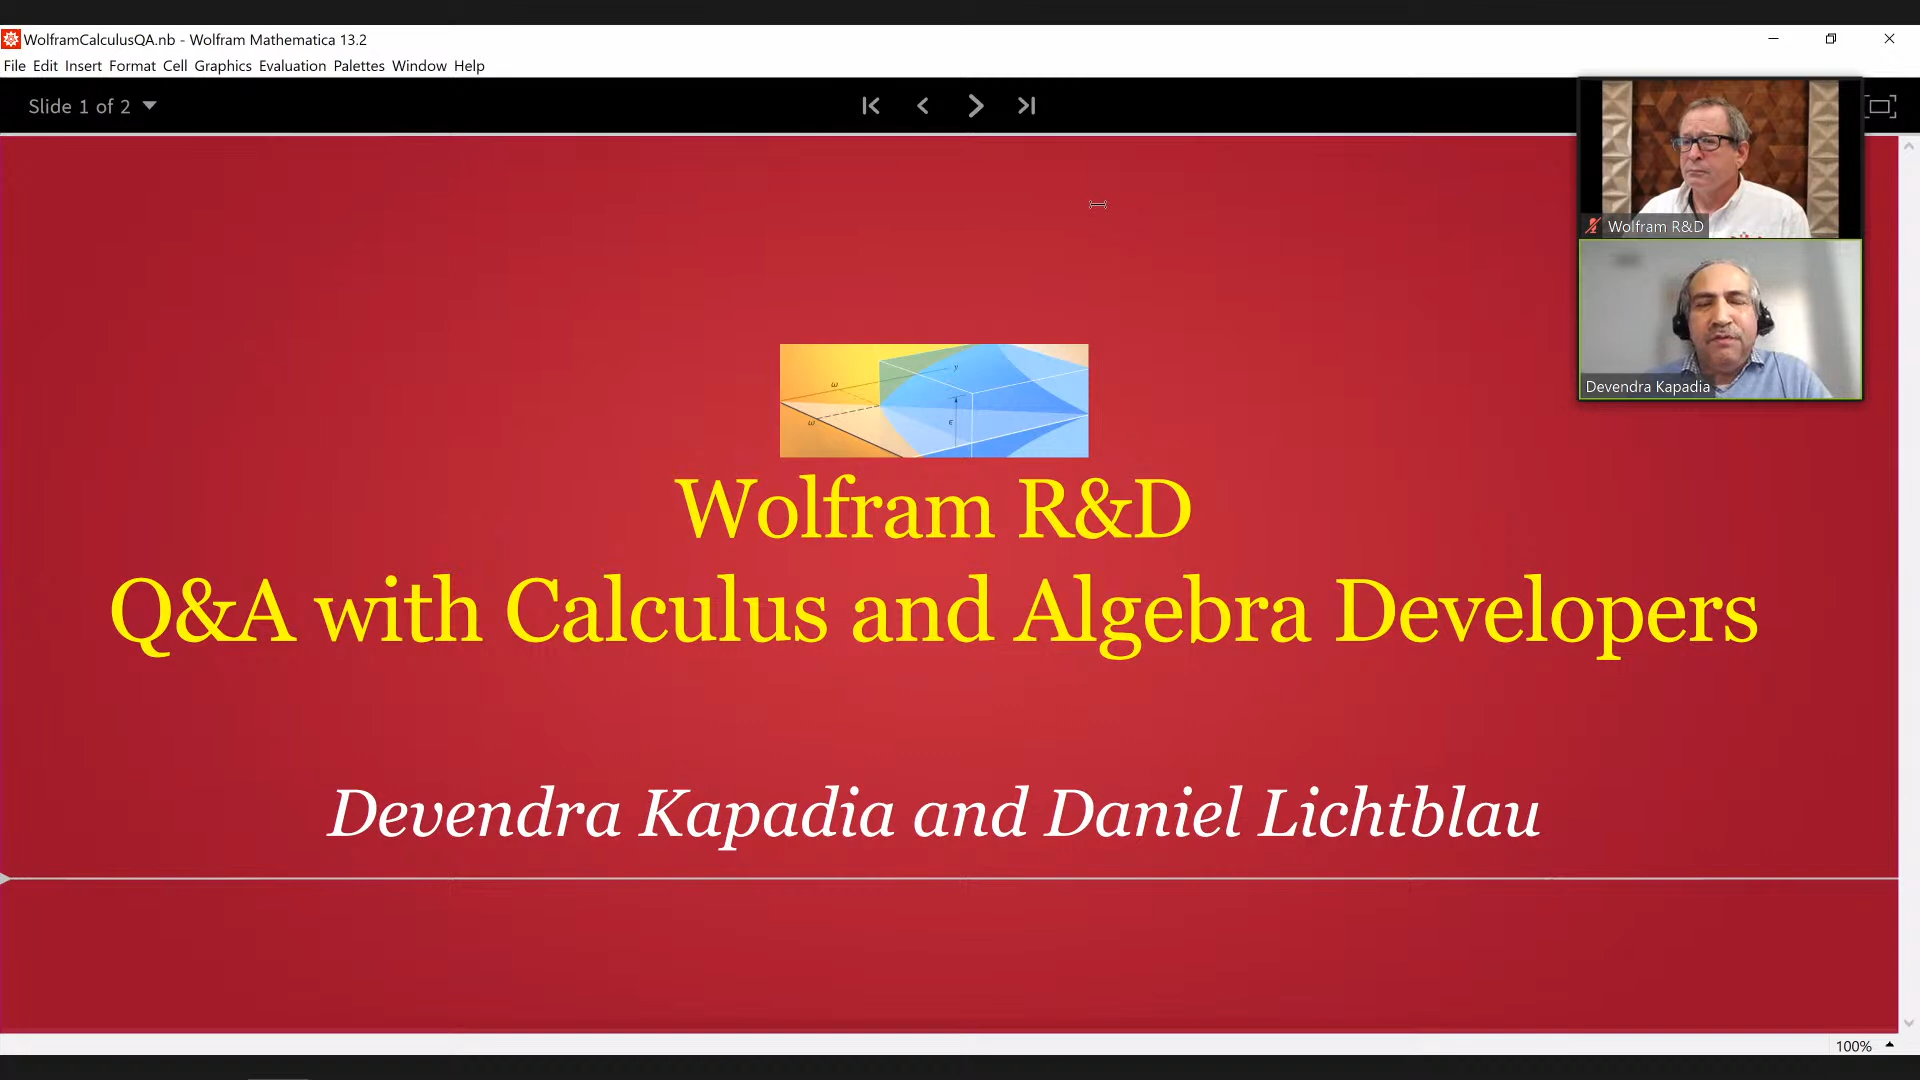 WolframCalculusQA.nb - Wolfram Mathematica 13.2
File Edit Insert Format Cell Graphics Evaluation Palettes Window Help
Slide 1 of 2
Wolfram R&D
Devendra Kapadia
ω
y
ω
ϵ
Wolfram R&D
Q&A with Calculus and Algebra Developers
Devendra Kapadia and Daniel Lichtblau
100%